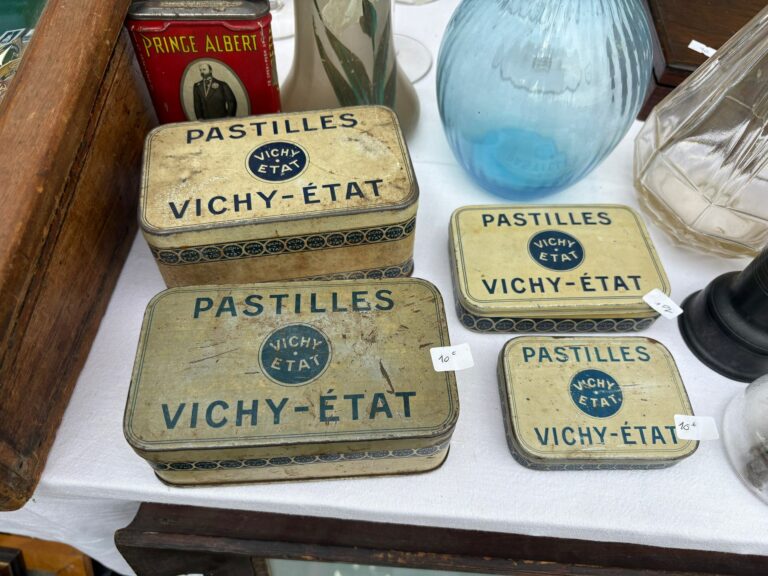 PRINCE ALBERT
PASTILLES
VICHY
ETAT
VICHY-ÉTAT
PASTILLES
VICHY
ETAT
VICHY-ÉTAT
10€
PASTILLES
VICHY
ETAT
VICHY-ÉTAT
PASTILLES
VICHY
ETAT
VICHY-ÉTAT
10€